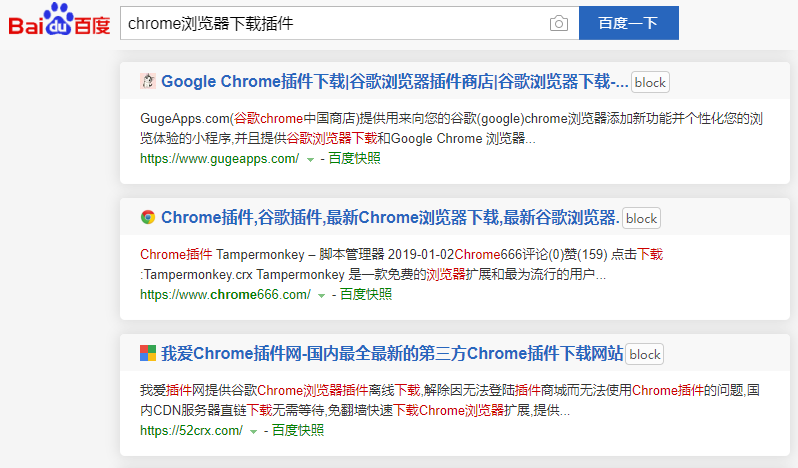 Bai du 百度
chrome浏览器下载插件
百度一下
Google Chrome插件下载|谷歌浏览器插件商店|谷歌浏览器下载-... block
GugeApps.com(谷歌chrome中国商店)提供用来向您的谷歌(google)chrome浏览器添加新功能并个性化您的浏
览体验的小程序,并且提供谷歌浏览器下载和Google Chrome 浏览器...
https://www.gugeapps.com/ - 百度快照
Chrome插件,谷歌插件,最新Chrome浏览器下载,最新谷歌浏览器. block
Chrome插件 Tampermonkey – 脚本管理器 2019-01-02Chrome666评论(0)赞(159) 点击下载
:Tampermonkey.crx Tampermonkey 是一款免费的浏览器扩展和最为流行的用户...
https://www.chrome666.com/ - 百度快照
我爱Chrome插件网-国内最全最新的第三方Chrome插件下载网站 block
我爱插件网提供谷歌Chrome浏览器插件离线下载,解除因无法登陆插件商城而无法使用Chrome插件的问题,国
内CDN服务器直链下载无需等待,免翻墙快速下载Chrome浏览器扩展,提供...
https://52crx.com/ - 百度快照